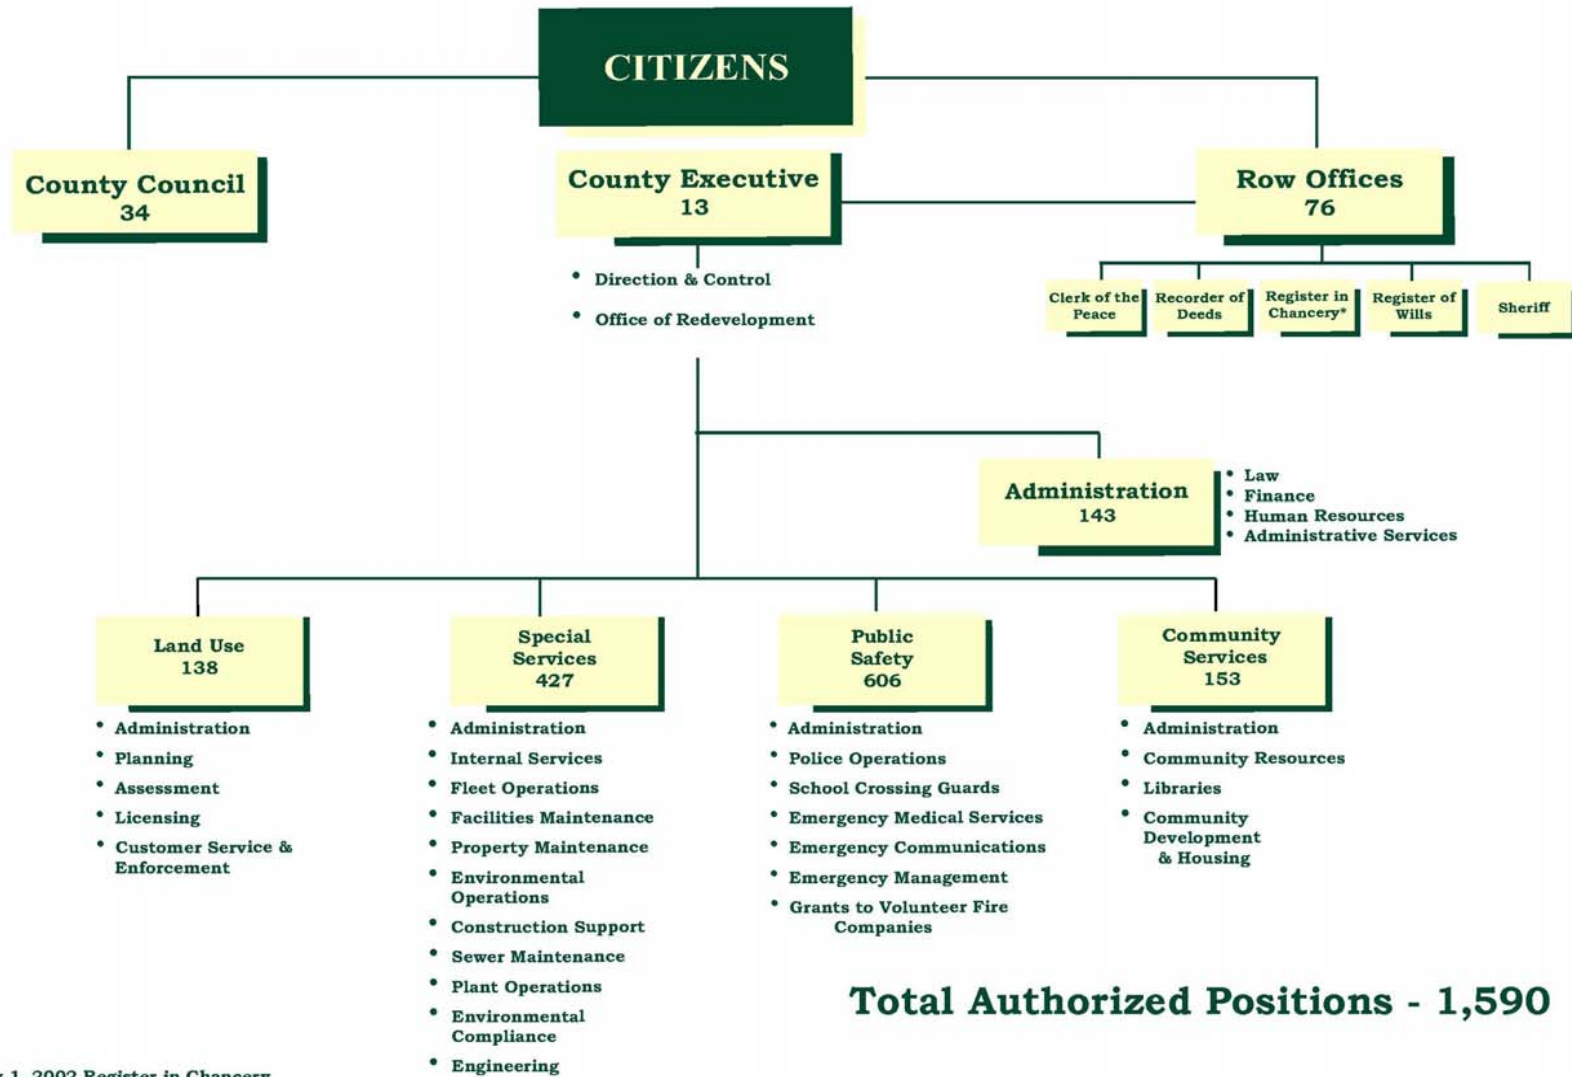 CITIZENS
County Council
34
County Executive
13
Row Offices
76
• Direction & Control
• Office of Redevelopment
Clerk of the
Peace
Recorder of
Deeds
Register in
Chancery*
Register of
Wills
Sheriff
Administration
143
• Law
• Finance
• Human Resources
• Administrative Services
Land Use
138
• Administration
• Planning
• Assessment
• Licensing
• Customer Service &
Enforcement
Special
Services
427
• Administration
• Internal Services
• Fleet Operations
• Facilities Maintenance
• Property Maintenance
• Environmental
Operations
• Construction Support
• Sewer Maintenance
• Plant Operations
• Environmental
Compliance
• Engineering
Public
Safety
606
• Administration
• Police Operations
• School Crossing Guards
• Emergency Medical Services
• Emergency Communications
• Emergency Management
• Grants to Volunteer Fire
Companies
Community
Services
153
• Administration
• Community Resources
• Libraries
• Community
Development
& Housing
Total Authorized Positions - 1,590
1, 2002 Register in Chancery